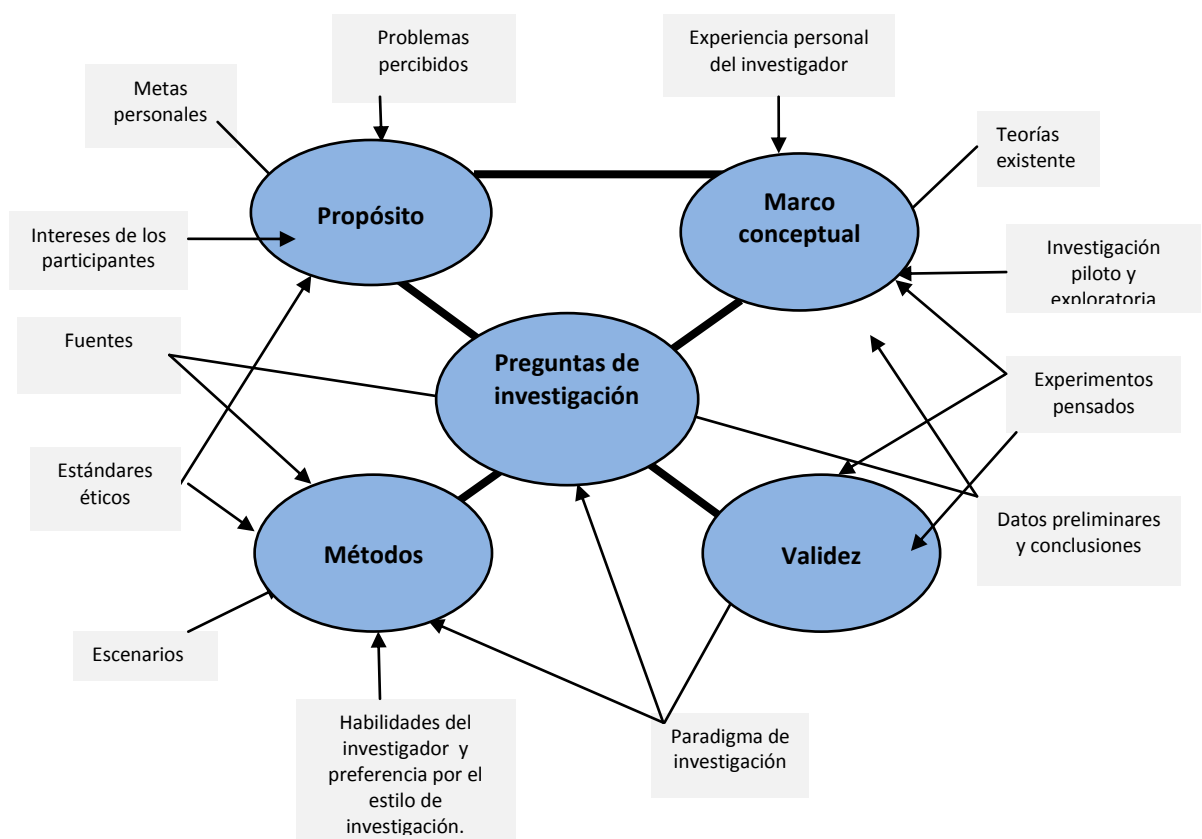 Problemas
percibidos
Experiencia personal
del investigador
Metas
personales
Teorías
existente
Propósito
Marco
conceptual
Intereses de los
participantes
Investigación
piloto y
exploratoria
Fuentes
Preguntas de
investigación
Experimentos
pensados
Estándares
éticos
Métodos
Validez
Datos preliminares
y conclusiones
Escenarios
Habilidades del
investigador y
preferencia por el
estilo de
investigación.
Paradigma de
investigación